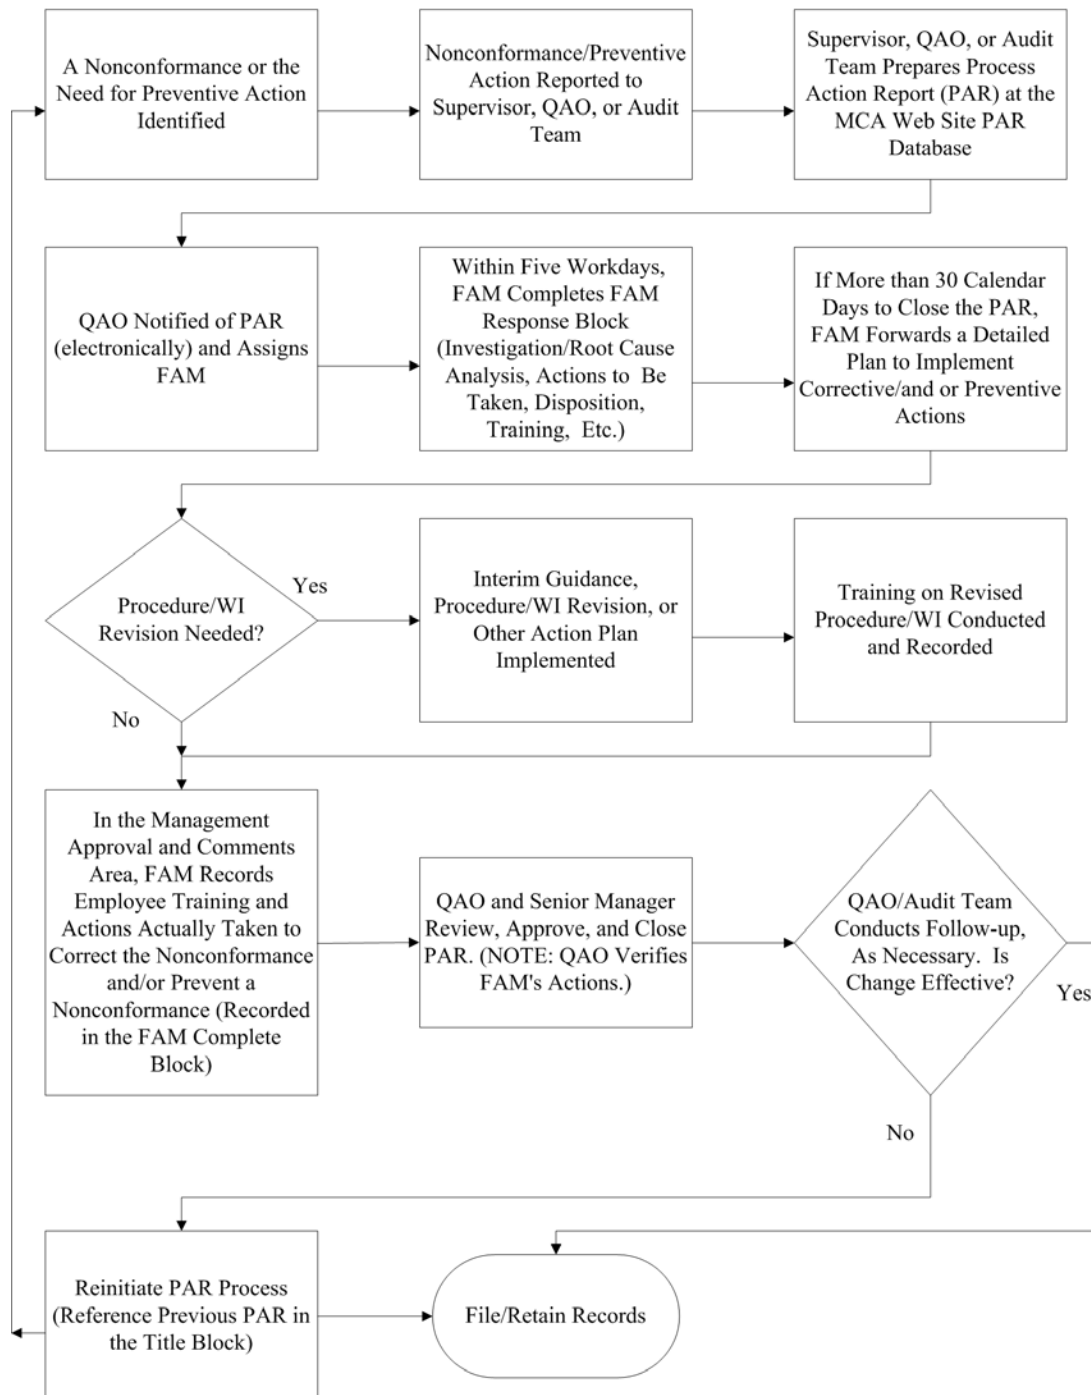 A Nonconformance or the
Need for Preventive Action
Identified
Nonconformance/Preventive
Action Reported to
Supervisor, QAO, or Audit
Team
Supervisor, QAO, or Audit
Team Prepares Process
Action Report (PAR) at the
MCA Web Site PAR
Database
QAO Notified of PAR
(electronically) and Assigns
FAM
Within Five Workdays,
FAM Completes FAM
Response Block
(Investigation/Root Cause
Analysis, Actions to Be
Taken, Disposition,
Training, Etc.)
If More than 30 Calendar
Days to Close the PAR,
FAM Forwards a Detailed
Plan to Implement
Corrective/and or Preventive
Actions
Procedure/WI
Revision Needed?
Yes
No
Interim Guidance,
Procedure/WI Revision, or
Other Action Plan
Implemented
Training on Revised
Procedure/WI Conducted
and Recorded
In the Management
Approval and Comments
Area, FAM Records
Employee Training and
Actions Actually Taken to
Correct the Nonconformance
and/or Prevent a
Nonconformance (Recorded
in the FAM Complete
Block)
QAO and Senior Manager
Review, Approve, and Close
PAR. (NOTE: QAO Verifies
FAM's Actions.)
QAO/Audit Team
Conducts Follow-up,
As Necessary. Is
Change Effective?
Yes
No
Reinitiate PAR Process
(Reference Previous PAR in
the Title Block)
File/Retain Records